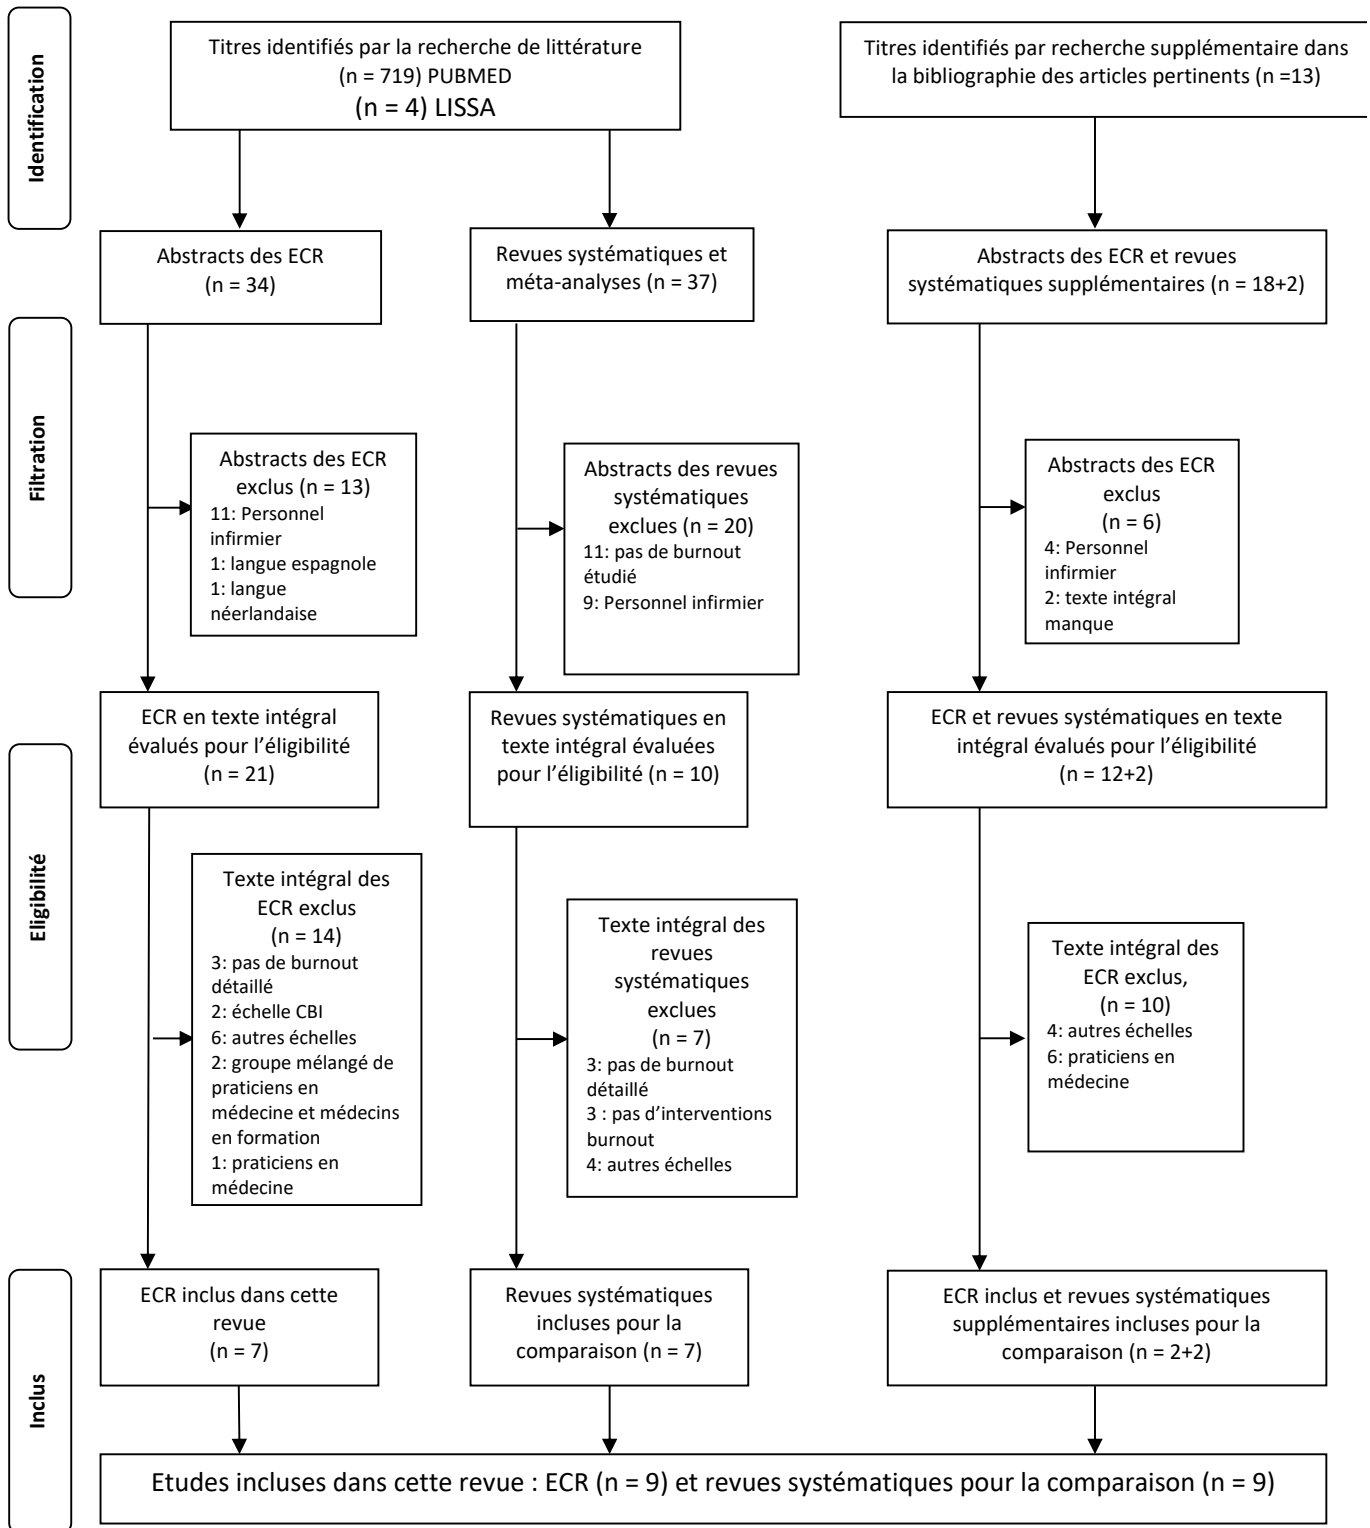 Identification
Titres identifiés par la recherche de littérature
(n = 719) PUBMED
(n = 4) LISSA
Titres identifiés par recherche supplémentaire dans
la bibliographie des articles pertinents (n =13)
Abstracts des ECR
(n = 34)
Revues systématiques et
méta-analyses (n = 37)
Abstracts des ECR et revues
systématiques supplémentaires (n = 18+2)
Filtration
Abstracts des ECR
exclus (n = 13)
11: Personnel
infirmier
1: langue espagnole
1: langue
néerlandaise
Abstracts des revues
systématiques
exclues (n = 20)
11: pas de burnout
étudié
9: Personnel infirmier
Abstracts des ECR
exclus
(n = 6)
4: Personnel
infirmier
2: texte intégral
manque
Eligibilité
ECR en texte intégral
évalués pour l’éligibilité
(n = 21)
Revues systématiques en
texte intégral évaluées
pour l’éligibilité (n = 10)
ECR et revues systématiques en texte
intégral évalués pour l’éligibilité
(n = 12+2)
Texte intégral des
ECR exclus
(n = 14)
3: pas de burnout
détaillé
2: échelle CBI
6: autres échelles
2: groupe mélangé de
praticiens en
médecine et médecins
en formation
1: praticiens en
médecine
Texte intégral des
revues
systématiques
exclues
(n = 7)
3: pas de burnout
détaillé
3 : pas d’interventions
burnout
4: autres échelles
Texte intégral des
ECR exclus,
(n = 10)
4: autres échelles
6: praticiens en
médecine
Inclus
ECR inclus dans cette
revue
(n = 7)
Revues systématiques
incluses pour la
comparaison (n = 7)
ECR inclus et revues systématiques
supplémentaires incluses pour la
comparaison (n = 2+2)
Etudes incluses dans cette revue : ECR (n = 9) et revues systématiques pour la comparaison (n = 9)